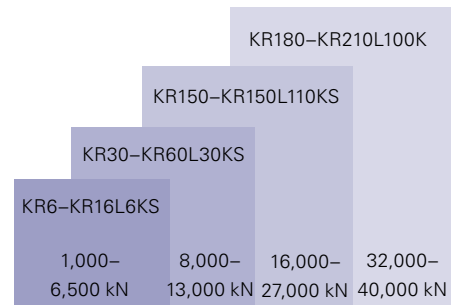 KR180–KR210L100K
KR150–KR150L110KS
KR30–KR60L30KS
KR6–KR16L6KS
1,000– 8,000– 16,000– 32,000–
6,500 kN 13,000 kN 27,000 kN 40,000 kN